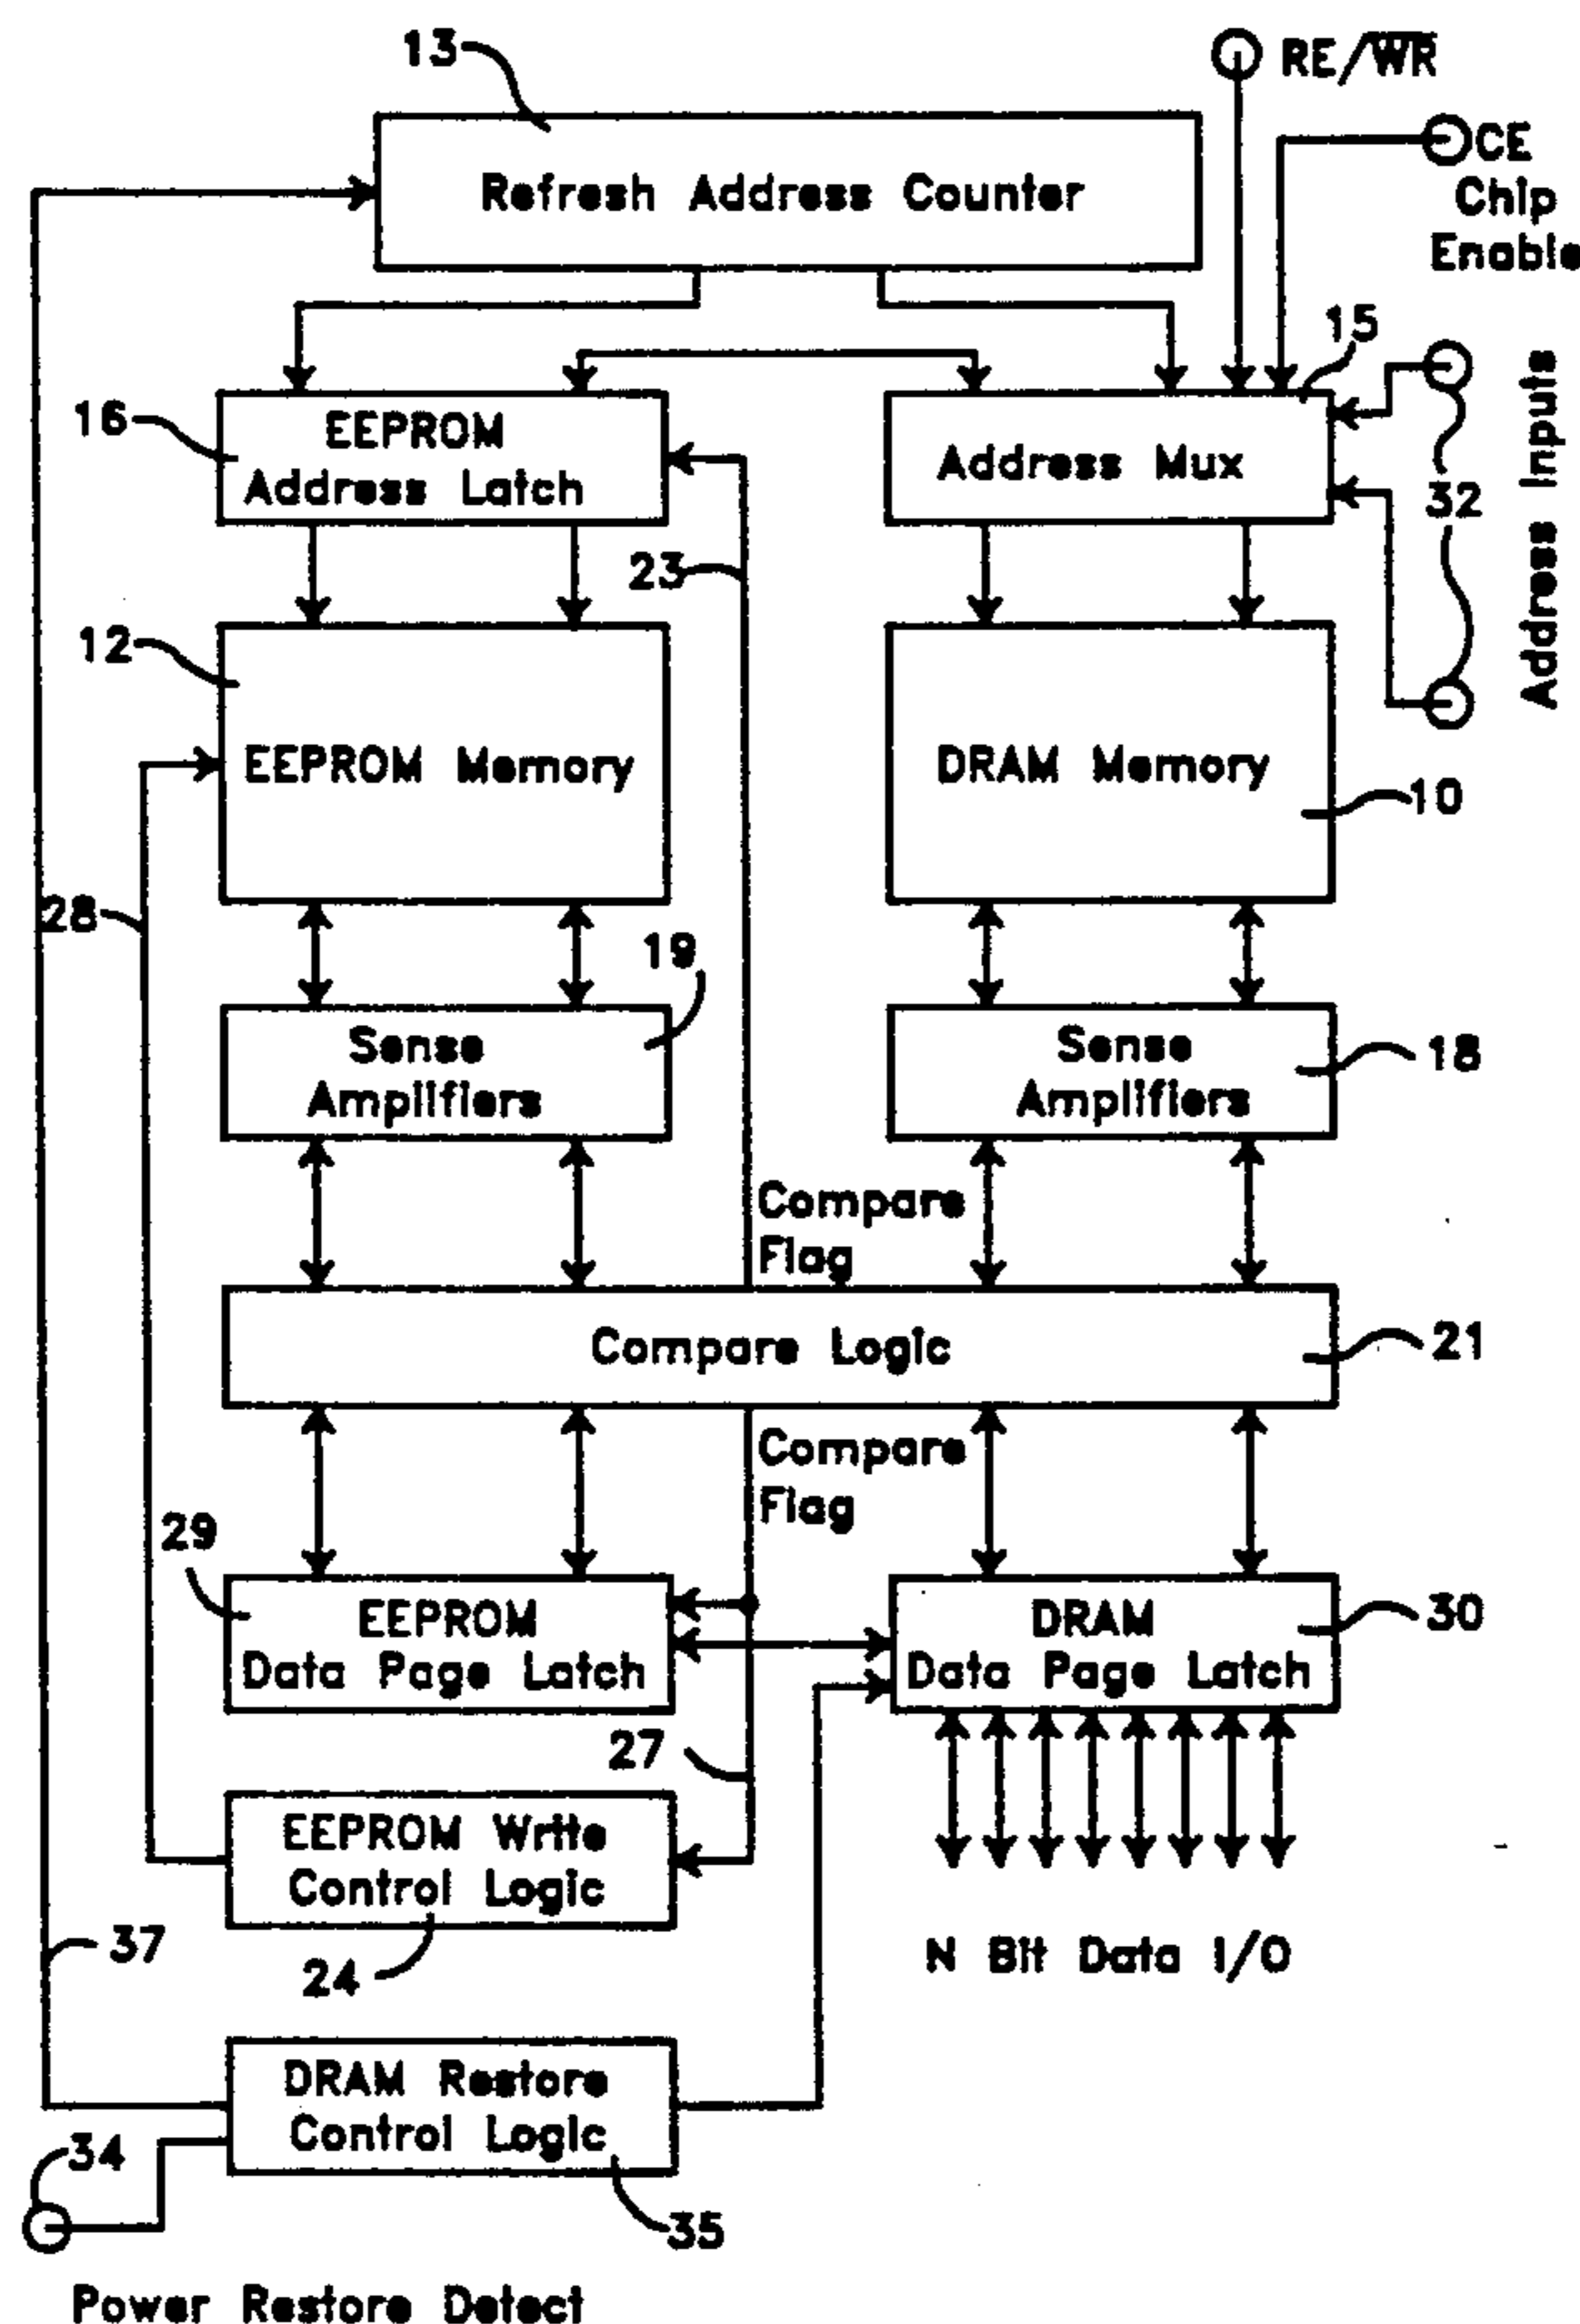 13
RE/W̅R̅
Refresh Address Counter
CE
Chip
Enable
15
16
EEPROM
Address Latch
Address Mux
32
Address Inputs
23
12
EEPROM Memory
DRAM Memory
10
28
19
Sense
Amplifiers
Sense
Amplifiers
18
Compare
Flag
Compare Logic
21
Compare
Flag
29
EEPROM
Data Page Latch
DRAM
Data Page Latch
30
27
EEPROM Write
Control Logic
24
37
N Bit Data I/O
DRAM Restore
Control Logic
34
35
Power Restore Detect